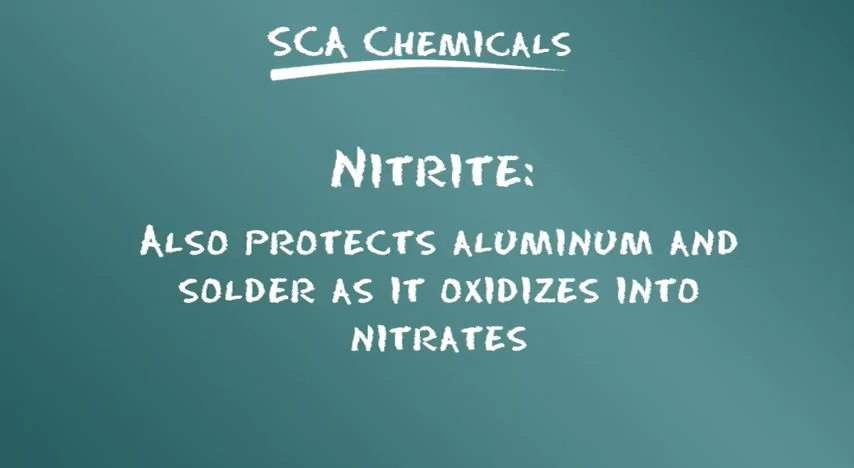 SCA CHEMICALS
NITRITE:
ALSO PROTECTS ALUMINUM AND
SOLDER AS IT OXIDIZES INTO
NITRATES